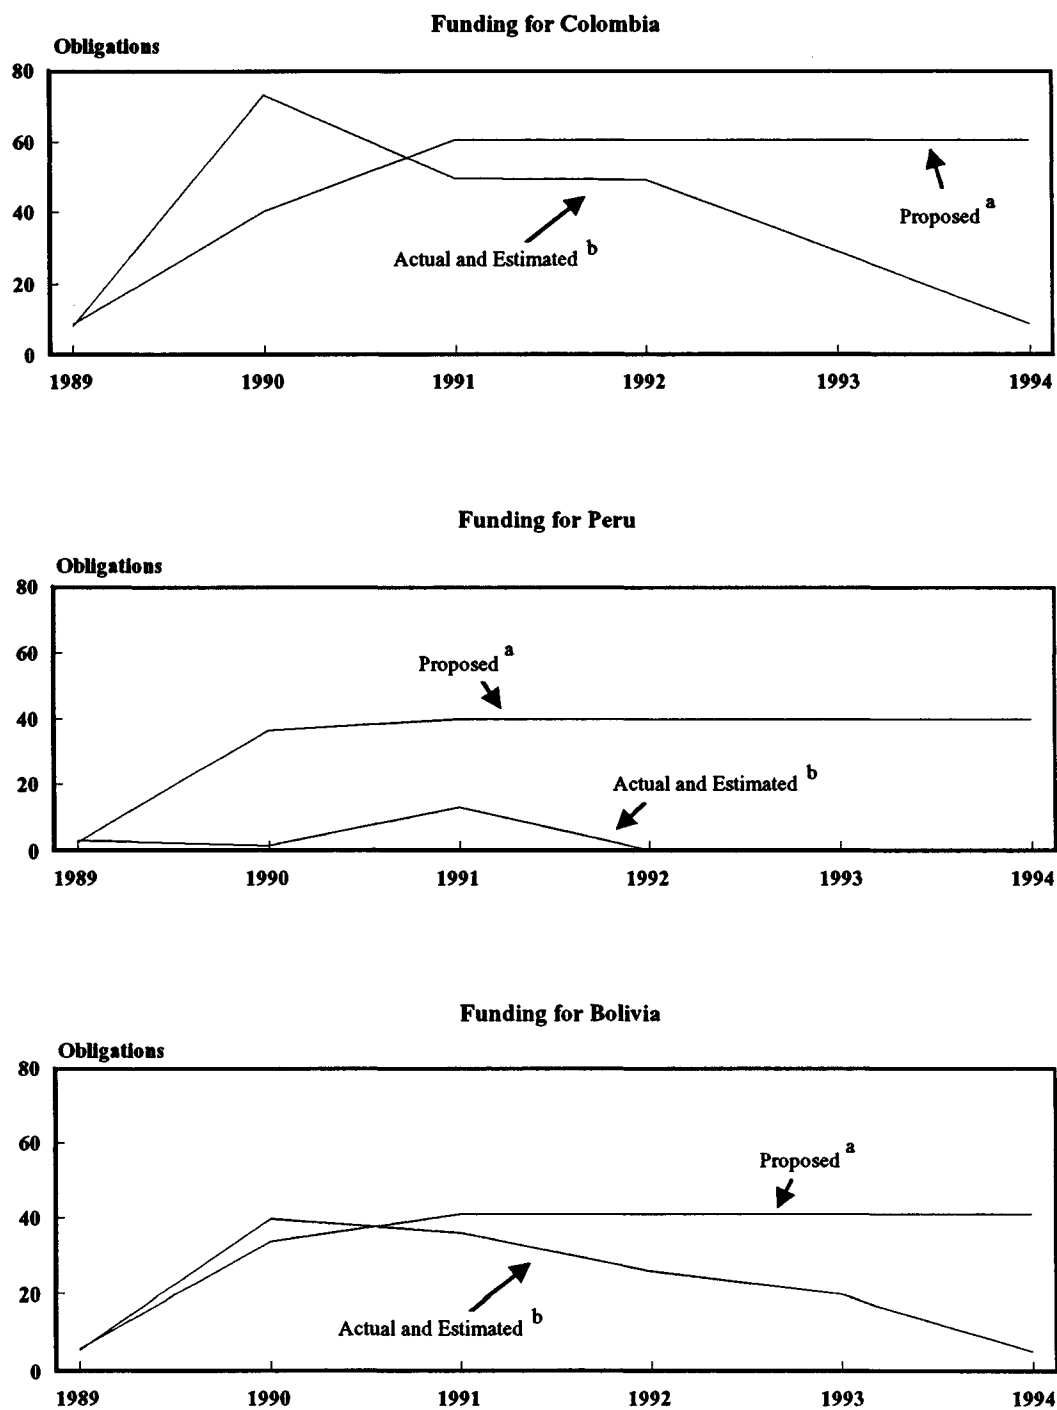 Funding for Colombia
Obligations
80
60
40
20
0
Proposed a
Actual and Estimated b
1989 1990 1991 1992 1993 1994
Funding for Peru
Obligations
80
60
40
20
0
Proposed a
Actual and Estimated b
1989 1990 1991 1992 1993 1994
Funding for Bolivia
Obligations
80
60
40
20
0
Proposed a
Actual and Estimated b
1989 1990 1991 1992 1993 1994